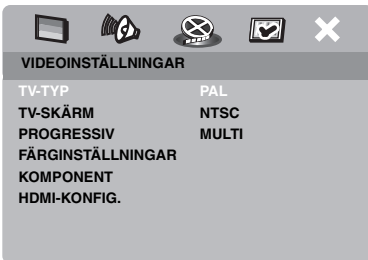 VIDEOINSTÄLLNINGAR
TV-TYP PAL
TV-SKÄRM NTSC
PROGRESSIV MULTI
FÄRGINSTÄLLNINGAR
KOMPONENT
HDMI-KONFIG.